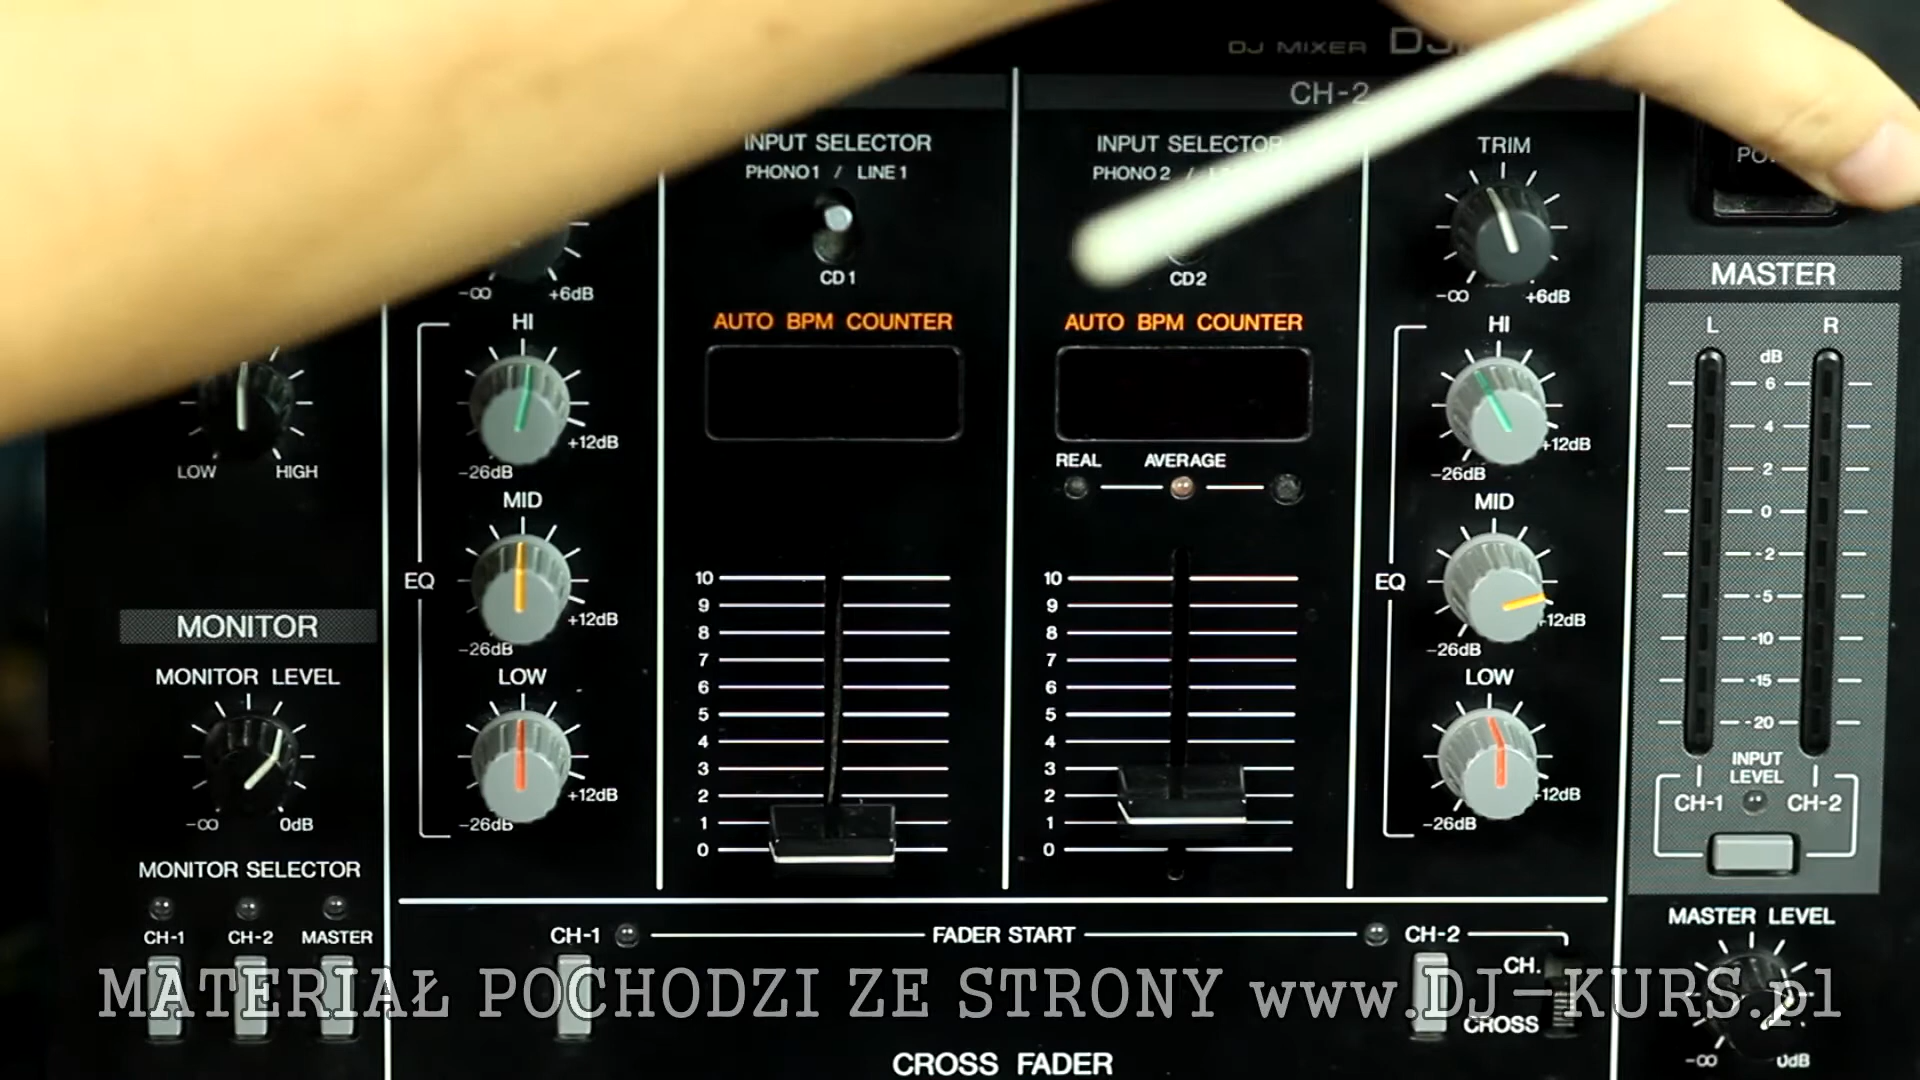 DJ MIXER
CH-2
INPUT SELECTOR
PHONO 1 / LINE 1
CD 1
INPUT SELECTOR
PHONO 2 /
CD 2
TRIM
-∞ +6dB
-∞ +6dB
AUTO BPM COUNTER
AUTO BPM COUNTER
HI
+12dB
-26dB
MID
+12dB
-26dB
LOW
+12dB
-26dB
EQ
LOW HIGH
REAL AVERAGE
HI
+12dB
-26dB
MID
+12dB
-26dB
LOW
+12dB
-26dB
EQ
10
9
8
7
6
5
4
3
2
1
0
10
9
8
7
6
5
4
3
2
1
0
MASTER
L R
dB
6
4
2
0
-2
-5
-10
-15
-20
INPUT
LEVEL
CH-1 CH-2
MASTER LEVEL
-∞ 0dB
MONITOR
MONITOR LEVEL
-∞ 0dB
MONITOR SELECTOR
CH-1 CH-2 MASTER
CH-1 FADER START CH-2
CH.
CROSS
MATERIAŁ POCHODZI ZE STRONY www.DJ-KURS.pl
CROSS FADER